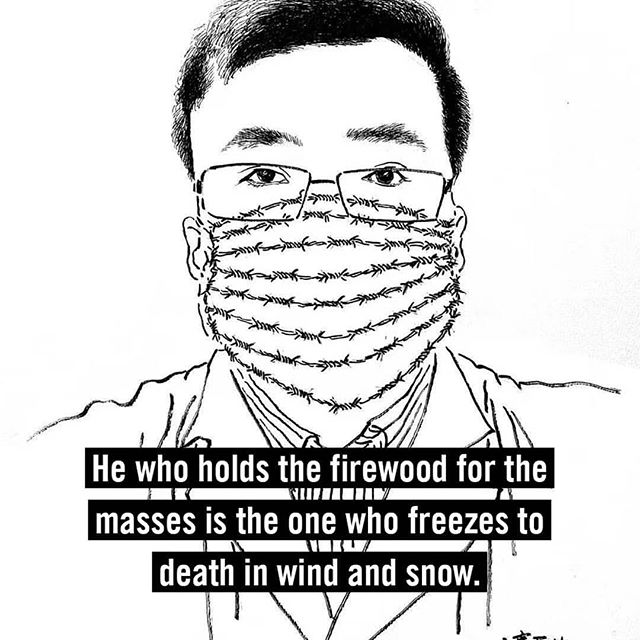 He who holds the firewood for the
masses is the one who freezes to
death in wind and snow.